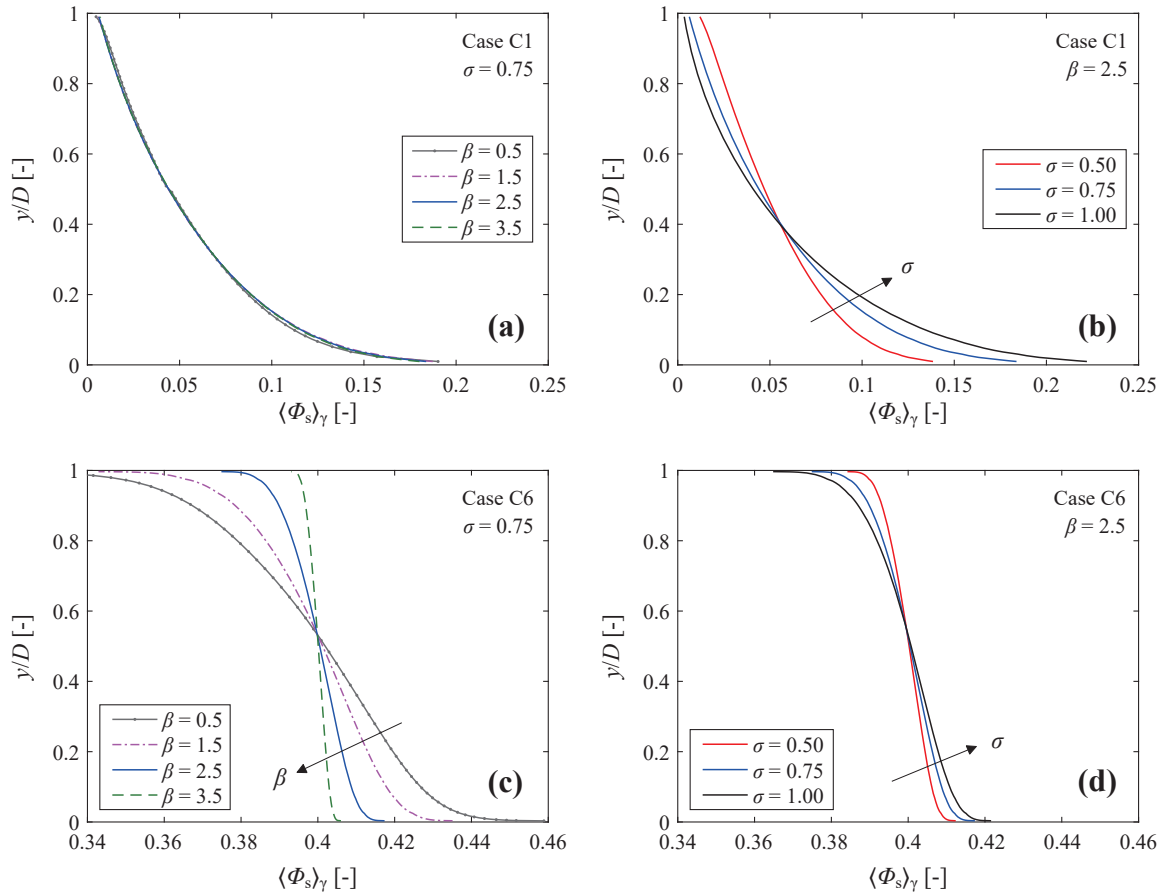 1
0.8
0.6
0.4
0.2
0
y/D [-]
Case C1
σ = 0.75
β = 0.5
β = 1.5
β = 2.5
β = 3.5
(a)
0 0.05 0.1 0.15 0.2 0.25
⟨Φs⟩γ [-]
1
0.8
0.6
0.4
0.2
0
y/D [-]
Case C1
β = 2.5
σ = 0.50
σ = 0.75
σ = 1.00
σ
(b)
0 0.05 0.1 0.15 0.2 0.25
⟨Φs⟩γ [-]
1
0.8
0.6
0.4
0.2
0
y/D [-]
Case C6
σ = 0.75
β = 0.5
β = 1.5
β = 2.5
β = 3.5
β
(c)
0.34 0.36 0.38 0.4 0.42 0.44 0.46
⟨Φs⟩γ [-]
1
0.8
0.6
0.4
0.2
0
y/D [-]
Case C6
β = 2.5
σ = 0.50
σ = 0.75
σ = 1.00
σ
(d)
0.34 0.36 0.38 0.4 0.42 0.44 0.46
⟨Φs⟩γ [-]